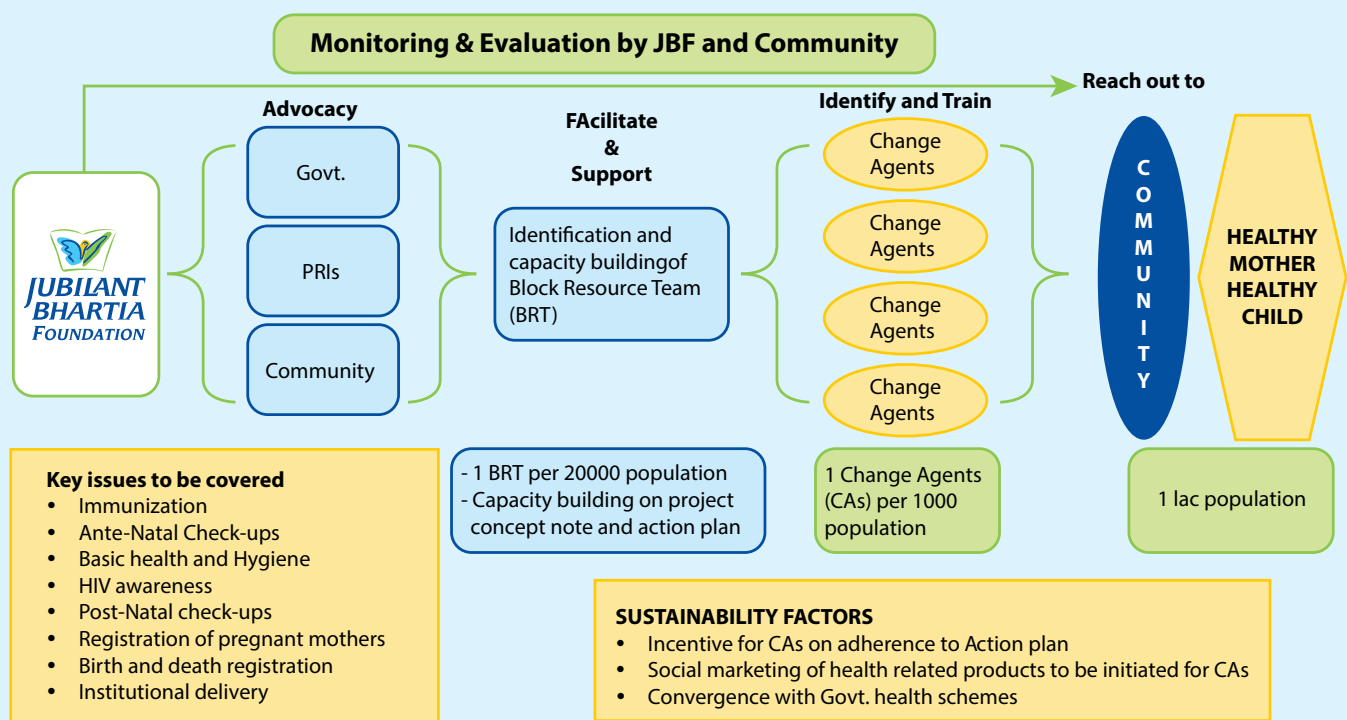 Monitoring & Evaluation by JBF and Community
Reach out to
Advocacy
FAcilitate
&
Support
Identify and Train
JUBILANT
BHARTIA
FOUNDATION
Govt.
PRIs
Community
Identification and
capacity buildingof
Block Resource Team
(BRT)
Change
Agents
Change
Agents
Change
Agents
Change
Agents
COMMUNITY
HEALTHY
MOTHER
HEALTHY
CHILD
- 1 BRT per 20000 population
- Capacity building on project
concept note and action plan
1 Change Agents
(CAs) per 1000
population
1 lac population
Key issues to be covered
• Immunization
• Ante-Natal Check-ups
• Basic health and Hygiene
• HIV awareness
• Post-Natal check-ups
• Registration of pregnant mothers
• Birth and death registration
• Institutional delivery
SUSTAINABILITY FACTORS
• Incentive for CAs on adherence to Action plan
• Social marketing of health related products to be initiated for CAs
• Convergence with Govt. health schemes